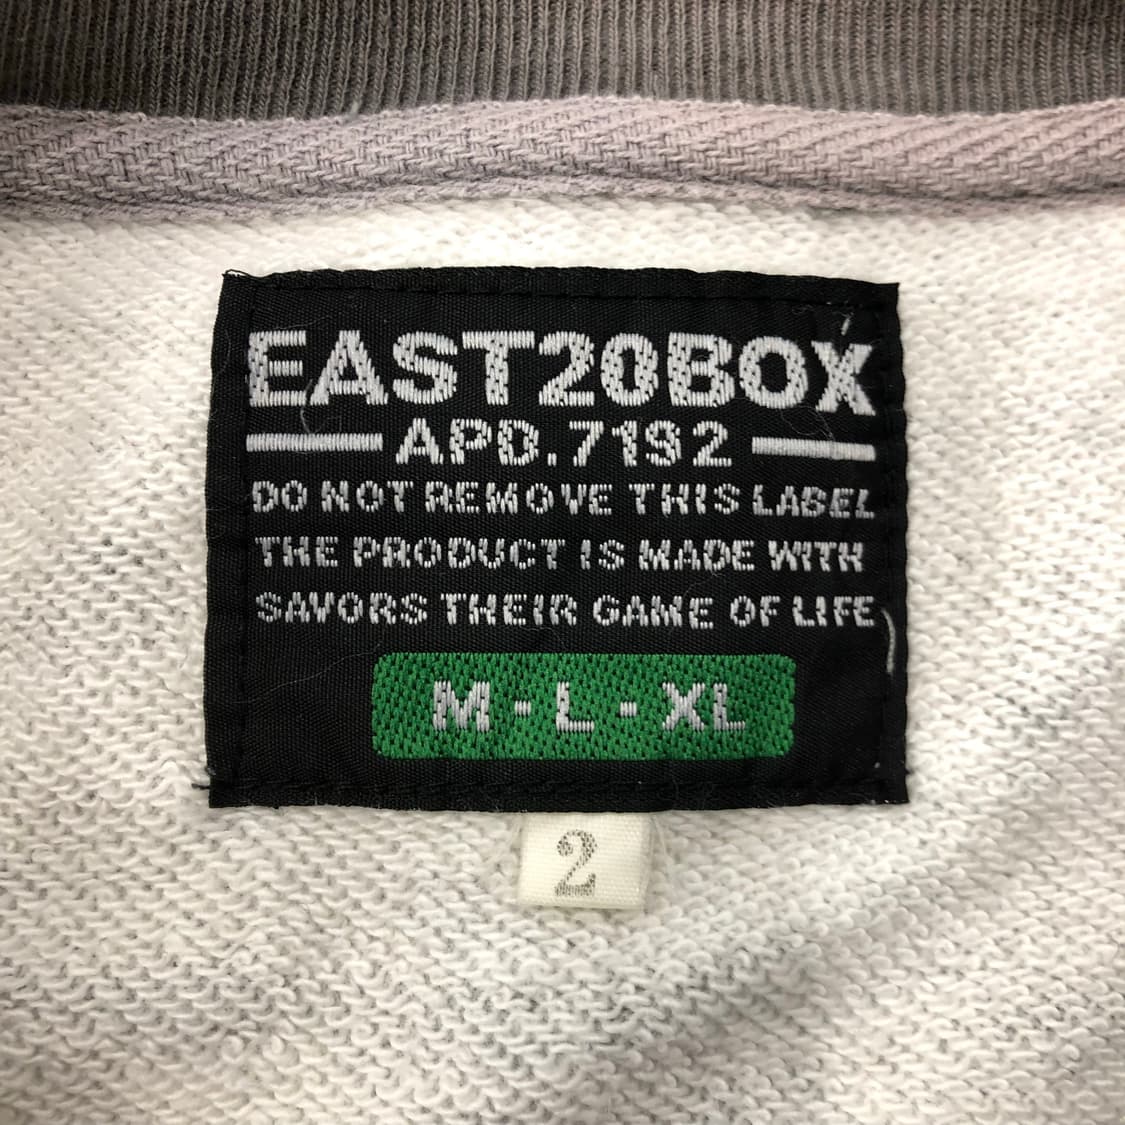 EAST20BOX
APD.7192
DO NOT REMOVE THIS LABEL
THE PRODUCT IS MADE WITH
SAVORS THEIR GAME OF LIFE
M-L-XL
2